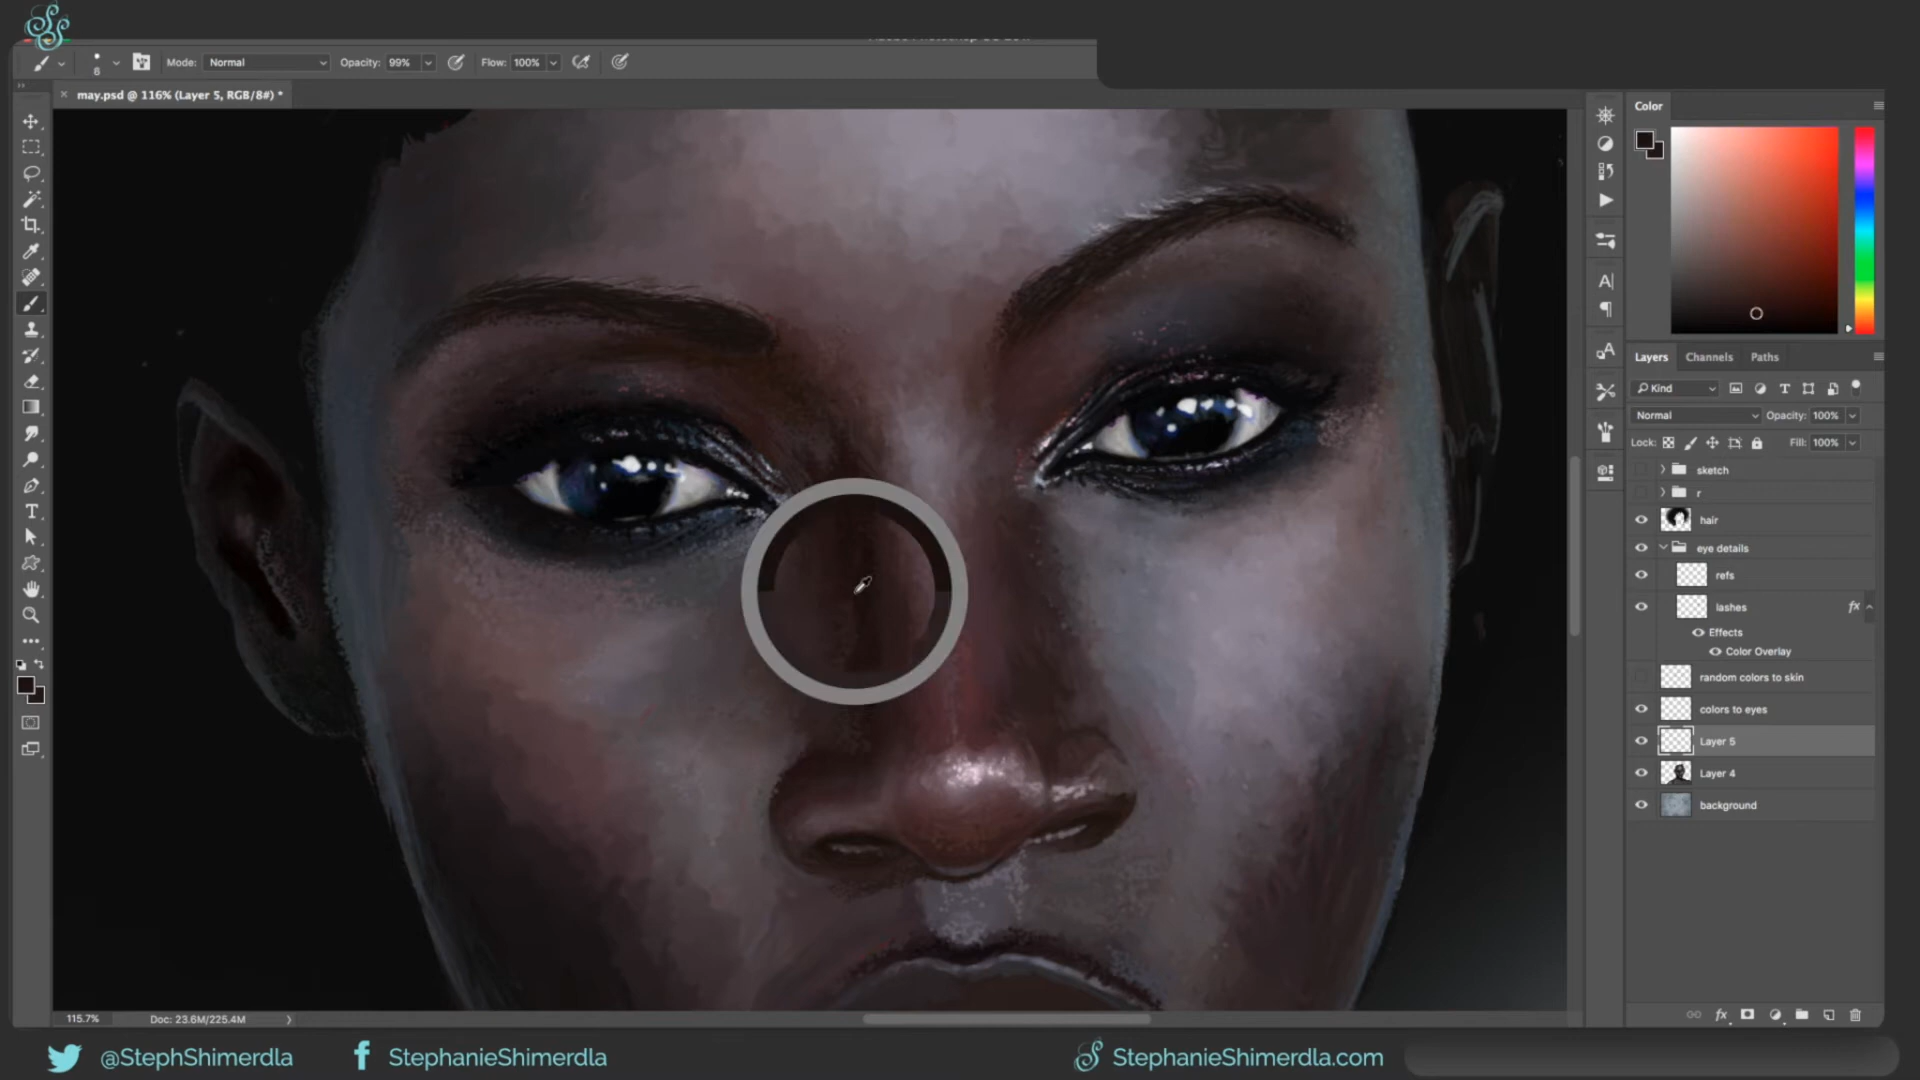 6
Mode: Normal
Opacity: 99%
Flow: 100%
× may.psd @ 116% (Layer 5, RGB/8#) *
Color
Layers
Channels
Paths
Kind
Normal
Opacity: 100%
Lock:
Fill: 100%
sketch
r
hair
eye details
refs
lashes
fx
Effects
Color Overlay
random colors to skin
colors to eyes
Layer 5
Layer 4
background
115.7%
Doc: 23.6M/225.4M
@StephShimerdla
StephanieShimerdla
StephanieShimerdla.com